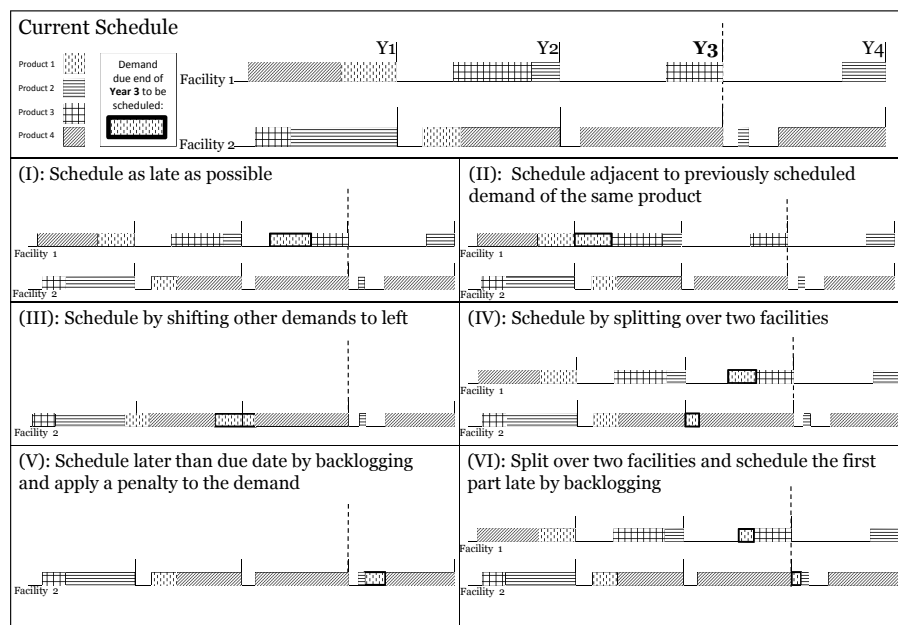 Current Schedule
Y1 Y2 Y3 Y4
Product 1
Product 2
Product 3
Product 4
Demand
due end of
Year 3 to be
scheduled:
Facility 1
Facility 2
(I): Schedule as late as possible
Facility 1
Facility 2
(II): Schedule adjacent to previously scheduled
demand of the same product
Facility 1
Facility 2
(III): Schedule by shifting other demands to left
Facility 2
(IV): Schedule by splitting over two facilities
Facility 1
Facility 2
(V): Schedule later than due date by backlogging
and apply a penalty to the demand
Facility 2
(VI): Split over two facilities and schedule the first
part late by backlogging
Facility 1
Facility 2